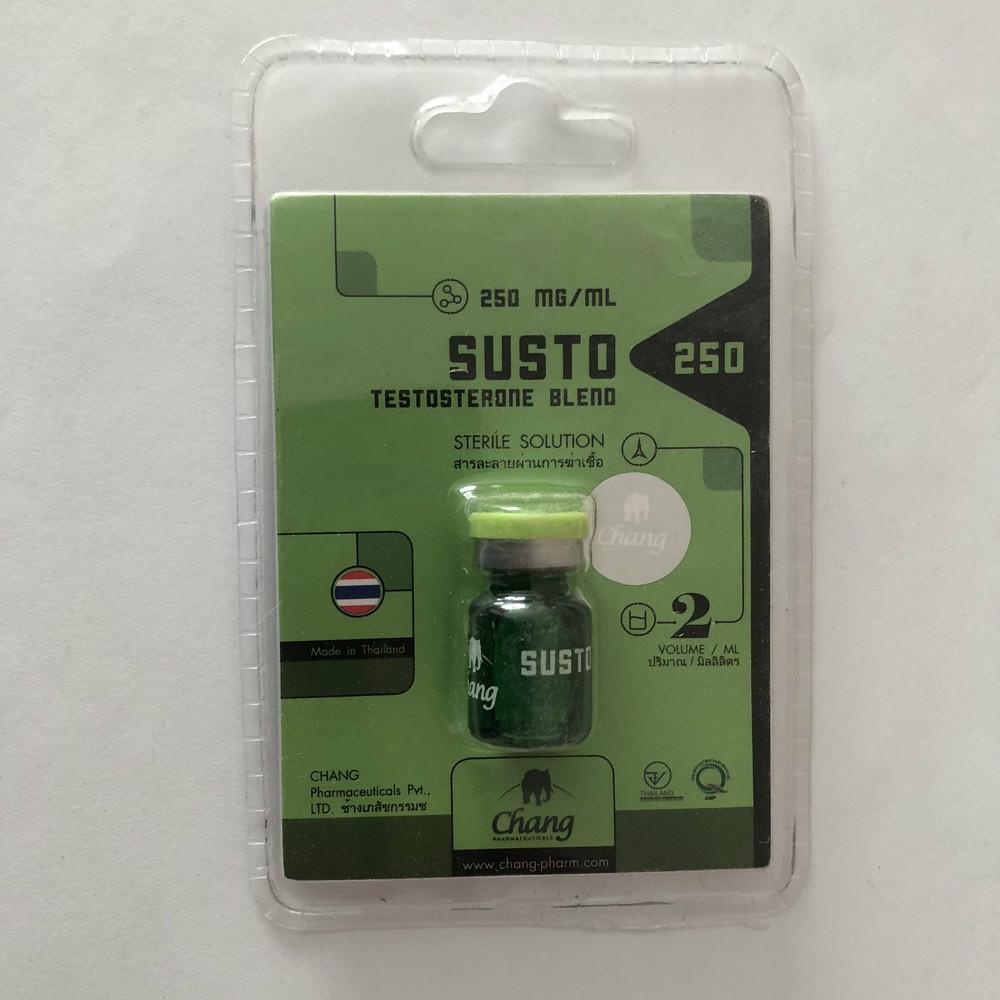 250 MG/ML
SUSTO 250
TESTOSTERONE BLEND
STERILE SOLUTION
สารละลายผ่านการฆ่าเชื้อ
Chang
2
VOLUME / ML
ปริมาณ / มิลลิลิตร
Made in Thailand
SUSTO
ang
CHANG
Pharmaceuticals Pvt.,
LTD. ช้างเภสัชกรรมช
THAILAND
GMP
Chang
PHARMACEUTICALS
www.chang-pharm.com